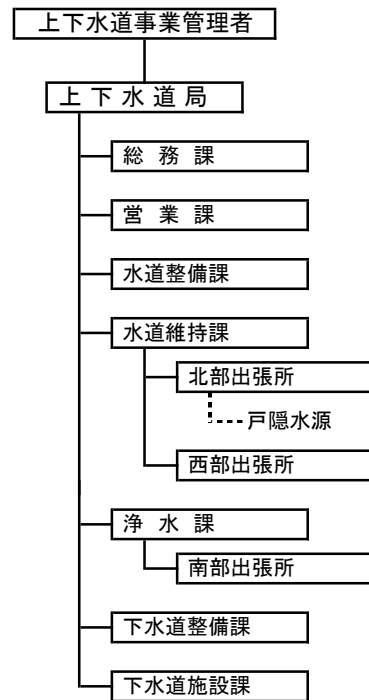 上下水道事業管理者
上下水道局
総務課
営業課
水道整備課
水道維持課
北部出張所
戸隠水源
西部出張所
浄水課
南部出張所
下水道整備課
下水道施設課